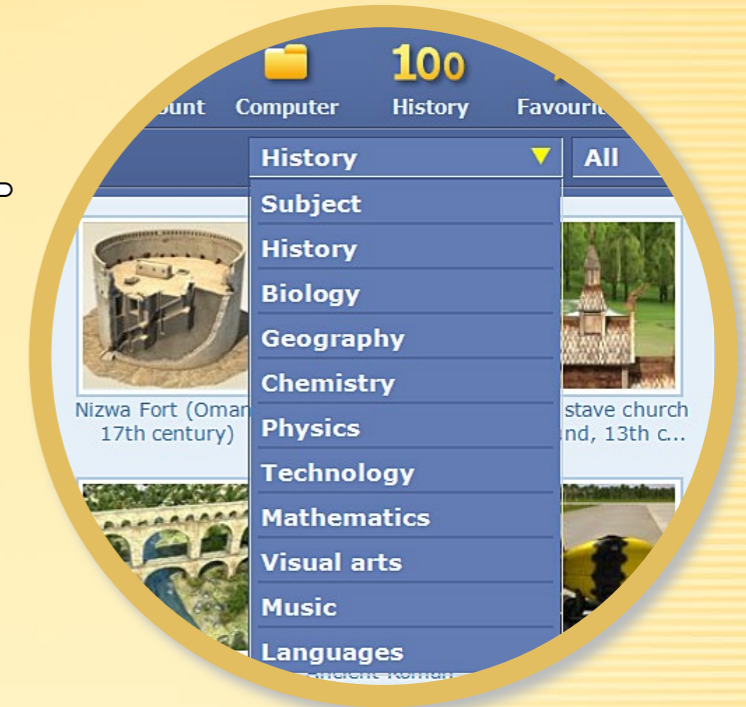 100
Computer History
History All
Subject
History
Biology
Geography
Chemistry
Physics
Technology
Mathematics
Visual arts
Music
Languages
Nizwa Fort (Oman
17th century)
stave church
13th c...